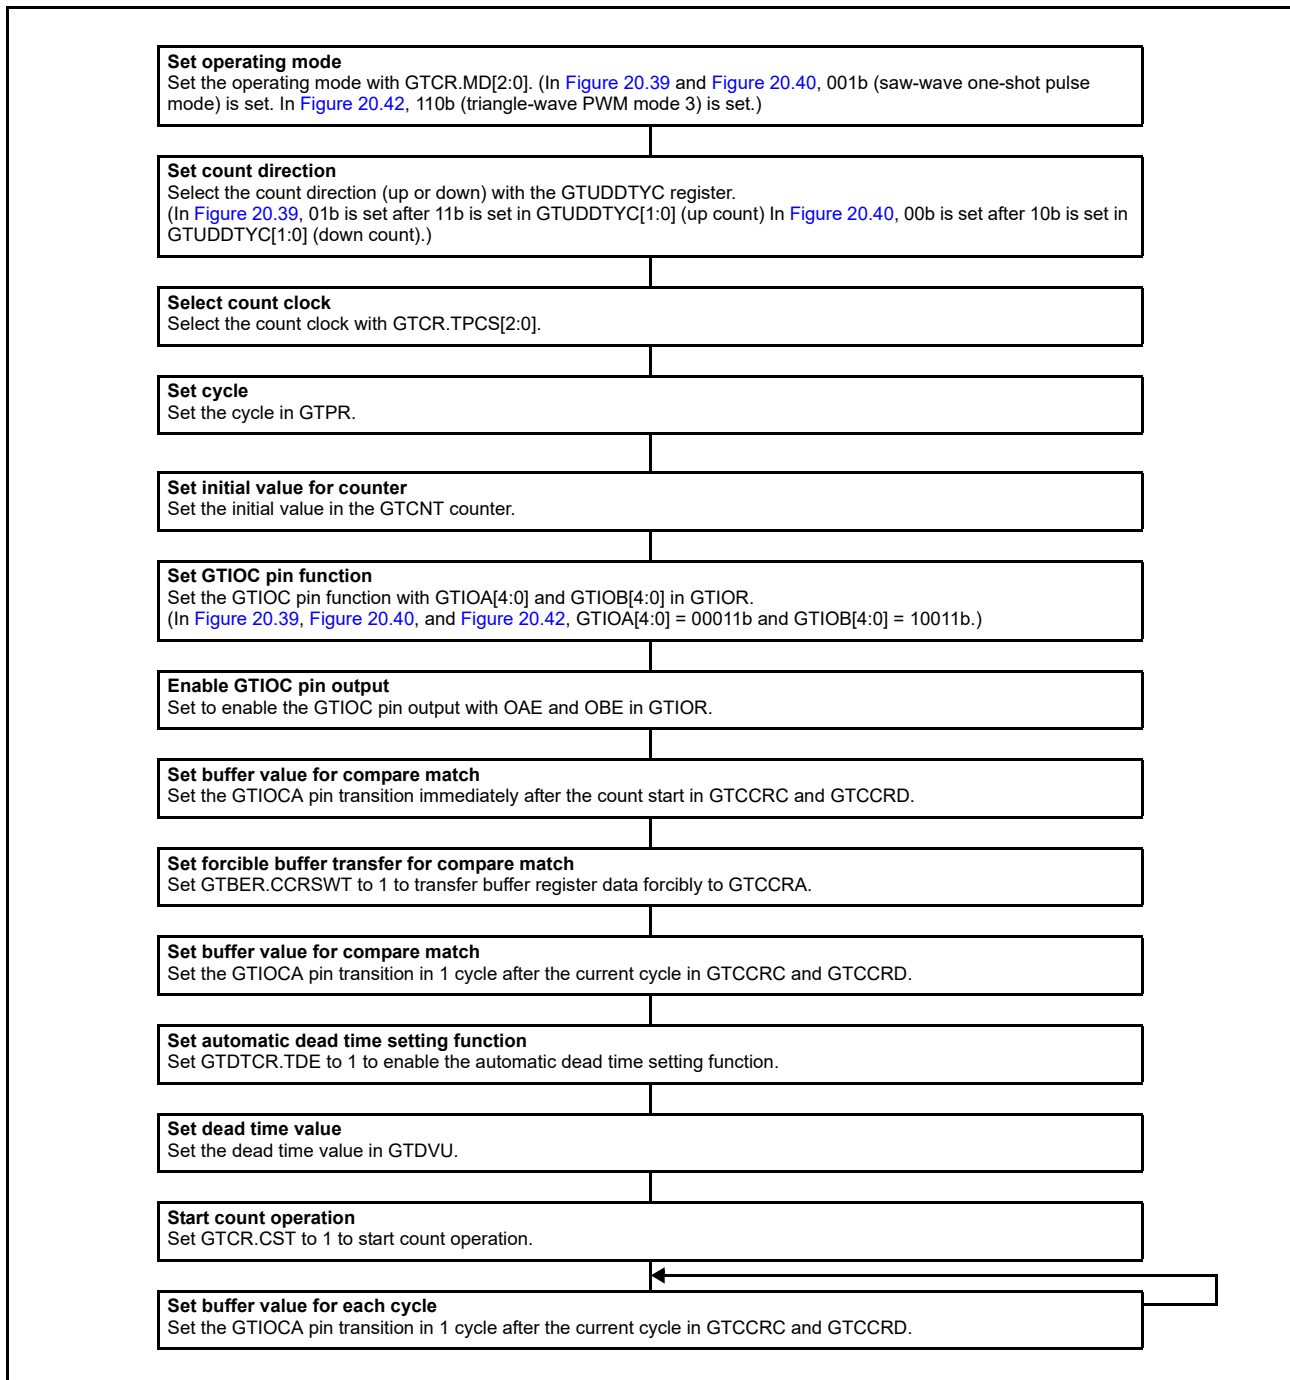 Set operating mode
Set the operating mode with GTCR.MD[2:0]. (In Figure 20.39 and Figure 20.40, 001b (saw-wave one-shot pulse
mode) is set. In Figure 20.42, 110b (triangle-wave PWM mode 3) is set.)
Set count direction
Select the count direction (up or down) with the GTUDDTYC register.
(In Figure 20.39, 01b is set after 11b is set in GTUDDTYC[1:0] (up count) In Figure 20.40, 00b is set after 10b is set in
GTUDDTYC[1:0] (down count).)
Select count clock
Select the count clock with GTCR.TPCS[2:0].
Set cycle
Set the cycle in GTPR.
Set initial value for counter
Set the initial value in the GTCNT counter.
Set GTIOC pin function
Set the GTIOC pin function with GTIOA[4:0] and GTIOB[4:0] in GTIOR.
(In Figure 20.39, Figure 20.40, and Figure 20.42, GTIOA[4:0] = 00011b and GTIOB[4:0] = 10011b.)
Enable GTIOC pin output
Set to enable the GTIOC pin output with OAE and OBE in GTIOR.
Set buffer value for compare match
Set the GTIOCA pin transition immediately after the count start in GTCCRC and GTCCRD.
Set forcible buffer transfer for compare match
Set GTBER.CCRSWT to 1 to transfer buffer register data forcibly to GTCCRA.
Set buffer value for compare match
Set the GTIOCA pin transition in 1 cycle after the current cycle in GTCCRC and GTCCRD.
Set automatic dead time setting function
Set GTDTCR.TDE to 1 to enable the automatic dead time setting function.
Set dead time value
Set the dead time value in GTDVU.
Start count operation
Set GTCR.CST to 1 to start count operation.
Set buffer value for each cycle
Set the GTIOCA pin transition in 1 cycle after the current cycle in GTCCRC and GTCCRD.